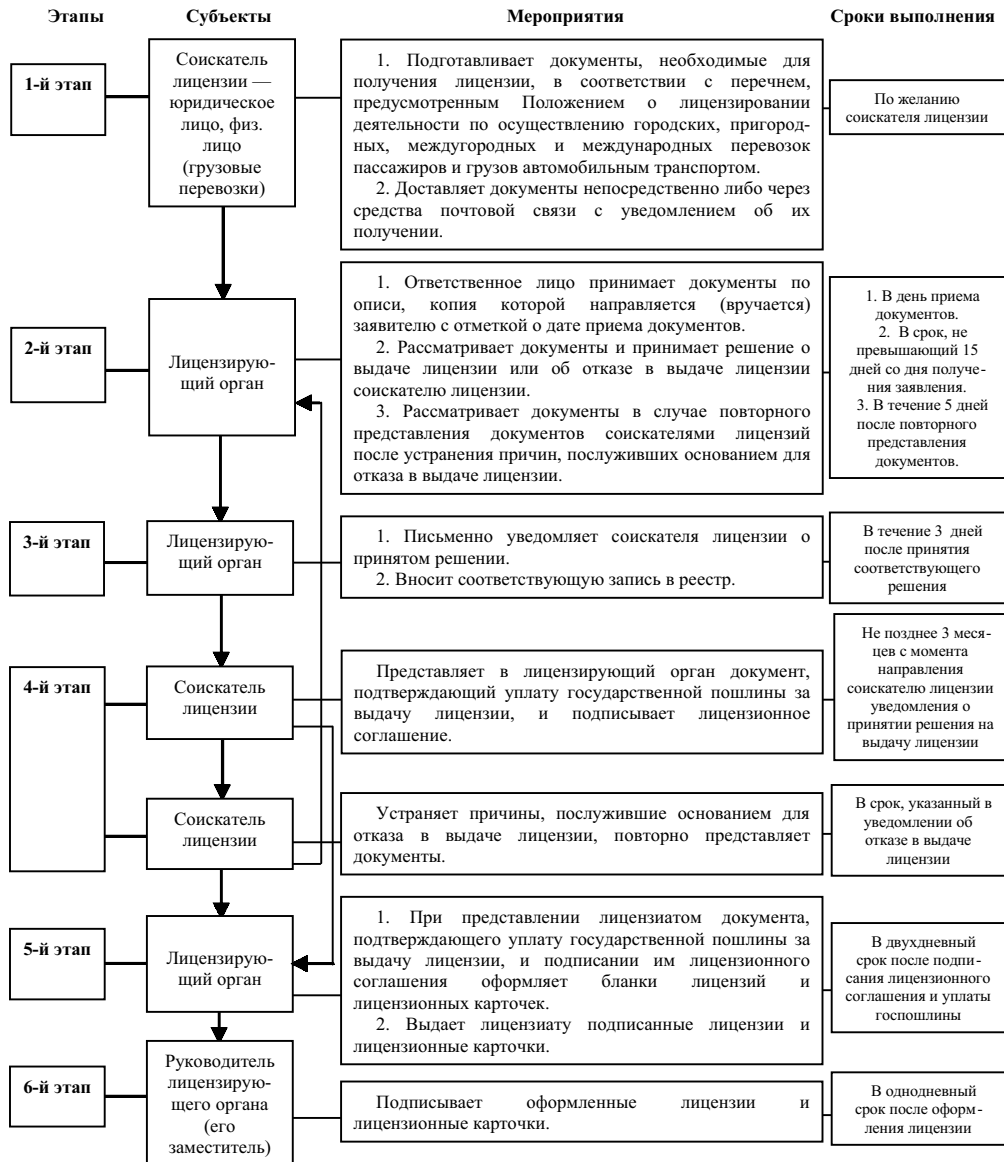 Этапы
Субъекты
Мероприятия
Сроки выполнения
1-й этап
Соискатель
лицензии —
юридическое
лицо, физ.
лицо
(грузовые
перевозки)
1. Подготавливает документы, необходимые для
получения лицензии, в соответствии с перечнем,
предусмотренным Положением о лицензировании
деятельности по осуществлению городских, пригород-
ных, междугородных и международных перевозок
пассажиров и грузов автомобильным транспортом.
2. Доставляет документы непосредственно либо через
средства почтовой связи с уведомлением об их
получении.
По желанию
соискателя лицензии
2-й этап
Лицензирую-
щий орган
1. Ответственное лицо принимает документы по
описи, копия которой направляется (вручается)
заявителю с отметкой о дате приема документов.
2. Рассматривает документы и принимает решение о
выдаче лицензии или об отказе в выдаче лицензии
соискателю лицензии.
3. Рассматривает документы в случае повторного
представления документов соискателями лицензий
после устранения причин, послуживших основанием для
отказа в выдаче лицензии.
1. В день приема
документов.
2. В срок, не
превышающий 15
дней со дня получе-
ния заявления.
3. В течение 5 дней
после повторного
представления
документов.
3-й этап
Лицензирую-
щий орган
1. Письменно уведомляет соискателя лицензии о
принятом решении.
2. Вносит соответствующую запись в реестр.
В течение 3 дней
после принятия
соответствующего
решения
4-й этап
Соискатель
лицензии
Представляет в лицензирующий орган документ,
подтверждающий уплату государственной пошлины за
выдачу лицензии, и подписывает лицензионное
соглашение.
Не позднее 3 меся-
цев с момента
направления
соискателю лицензии
уведомления о
принятии решения на
выдачу лицензии
Соискатель
лицензии
Устраняет причины, послужившие основанием для
отказа в выдаче лицензии, повторно представляет
документы.
В срок, указанный в
уведомлении об
отказе в выдаче
лицензии
5-й этап
Лицензирую-
щий орган
1. При представлении лицензиатом документа,
подтверждающего уплату государственной пошлины за
выдачу лицензии, и подписании им лицензионного
соглашения оформляет бланки лицензий и
лицензионных карточек.
2. Выдает лицензиату подписанные лицензии и
лицензионные карточки.
В двухдневный
срок после подпи-
сания лицензионного
соглашения и уплаты
госпошлины
6-й этап
Руководитель
лицензирую-
щего органа
(его
заместитель)
Подписывает оформленные лицензии и
лицензионные карточки.
В однодневный
срок после оформ-
ления лицензии